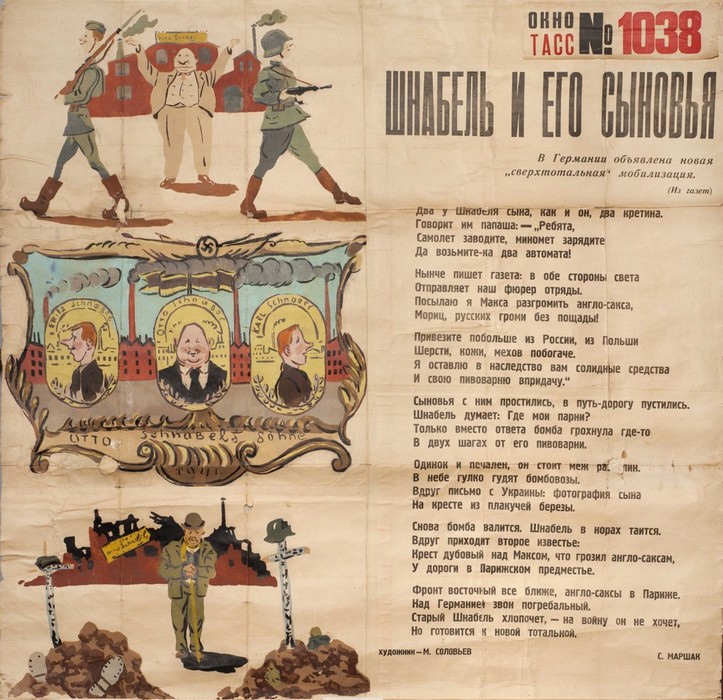 ОКНО
ТАСС № 1038
ШНАБЕЛЬ И ЕГО СЫНОВЬЯ
В Германии объявлена новая
„сверхтотальная“ мобилизация.
(Из газет)
Два у Шнабеля сына, как и он, два кретина.
Говорит им папаша: — „Ребята,
Самолет заводите, миномет зарядите
Да возьмите-ка два автомата!
Нынче пишет газета: в обе стороны света
Отправляет наш фюрер отряды.
Посылаю я Макса разгромить англо-сакса,
Мориц, русских громи без пощады!
Привезите побольше из России, из Польши
Шерсти, кожи, мехов побогаче.
Я оставлю в наследство вам солидные средства
И свою пивоварню впридачу.“
Сыновья с ним простились, в путь-дорогу пустились.
Шнабель думает: Где мои парни?
Только вместо ответа бомба грохнула где-то
В двух шагах от его пивоварни.
Одинок и печален, он стоит меж
В небе гулко гудят бомбовозы.
Вдруг письмо с Украины: фотография сына
На кресте из плакучей березы.
Снова бомба валится. Шнабель в норах таится.
Вдруг приходит второе известье:
Крест дубовый над Максом, что грозил англо-саксам,
У дороги в Парижском предместье.
Фронт восточный все ближе, англо-саксы в Париже.
Над Германией звон погребальный.
Старый Шнабель хлопочет, — на войну он не хочет,
Но готовится к новой тотальной.
художник — М. СОЛОВЬЕВ
С. МАРШАК
Otto Schnabel
KARL Schnabel
OTTO Schnabels Söhne